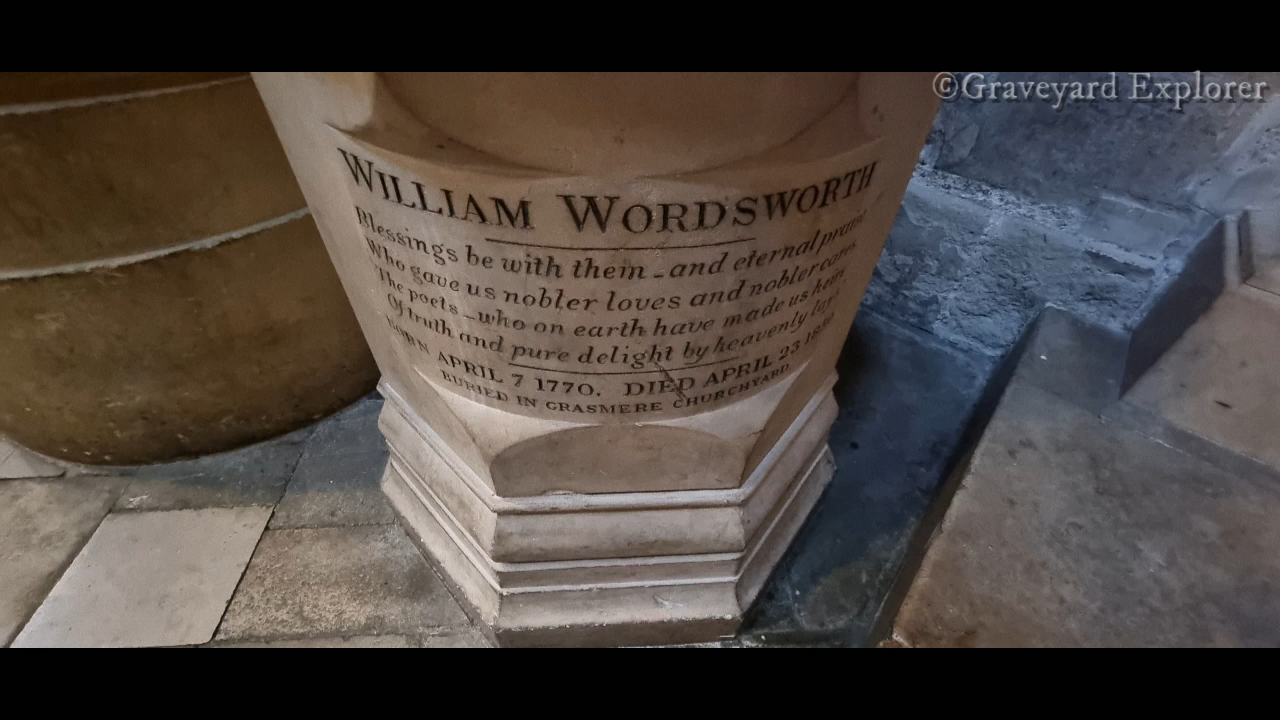 ©Graveyard Explorer
WILLIAM WORDSWORTH
Blessings be with them - and eternal praise
Who gave us nobler loves and nobler cares
The poets - who on earth have made us heirs
Of truth and pure delight by heavenly lays!
BORN APRIL 7 1770. DIED APRIL 23 1850
BURIED IN GRASMERE CHURCHYARD